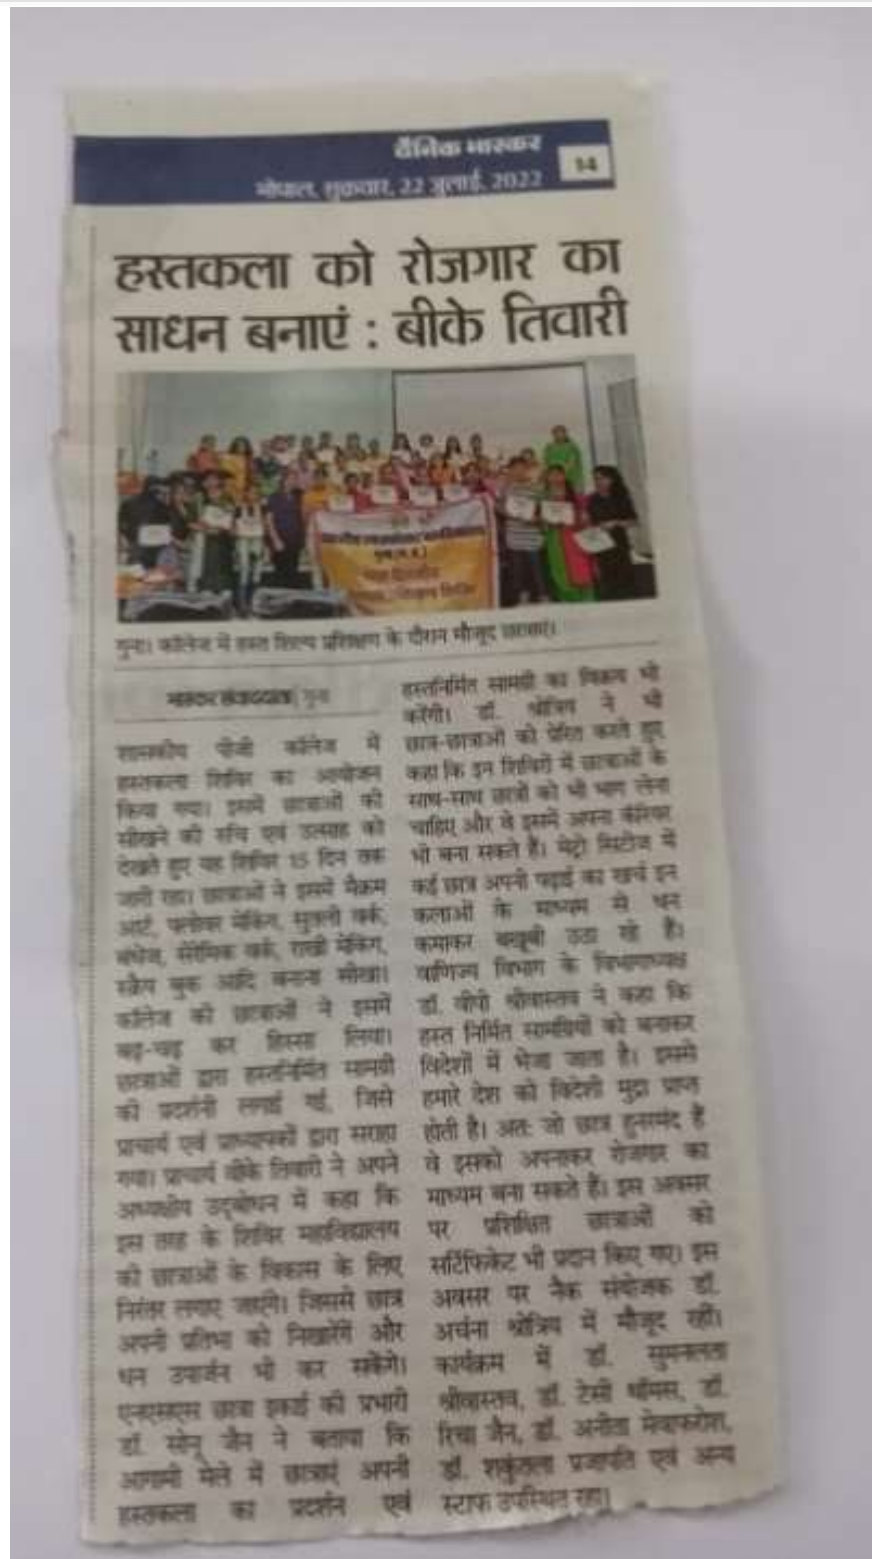 दैनिक भास्कर
14
भोपाल, शुक्रवार, 22 जुलाई, 2022
हस्तकला को रोजगार का
साधन बनाएं : बीके तिवारी
गुना। कॉलेज में हस्त शिल्प प्रशिक्षण के दौरान मौजूद छात्राएं।
भास्कर संवाददाता | गुना
शासकीय पीजी कॉलेज में
हस्तकला शिविर का आयोजन
किया गया। इसमें छात्राओं की
सीखने की रुचि एवं उत्साह को
देखते हुए यह शिविर 15 दिन तक
जारी रहा। छात्राओं ने इसमें मैक्रम
आर्ट, फ्लोवर मेकिंग, सुतली वर्क,
बंधेज, सेरेमिक वर्क, राखी मेकिंग,
स्क्रैप बुक आदि बनाना सीखा।
कॉलेज की छात्राओं ने इसमें
बढ़-चढ़ कर हिस्सा लिया।
छात्राओं द्वारा हस्तनिर्मित सामग्री
की प्रदर्शनी लगाई गई, जिसे
प्राचार्य एवं प्राध्यापकों द्वारा सराहा
गया। प्राचार्य बीके तिवारी ने अपने
अध्यक्षीय उद्बोधन में कहा कि
इस तरह के शिविर महाविद्यालय
की छात्राओं के विकास के लिए
निरंतर लगाए जाएंगे। जिससे छात्र
अपनी प्रतिभा को निखारेंगे और
धन उपार्जन भी कर सकेंगे।
एनएसएस छात्रा इकाई की प्रभारी
डॉ. सोनू जैन ने बताया कि
आगामी मेले में छात्राएं अपनी
हस्तकला का प्रदर्शन एवं
हस्तनिर्मित सामग्री का विक्रय भी
करेंगी। डॉ. श्रोत्रिय ने भी
छात्र-छात्राओं को प्रेरित करते हुए
कहा कि इन शिविरों में छात्राओं के
साथ-साथ छात्रों को भी भाग लेना
चाहिए और वे इसमें अपना कॅरियर
भी बना सकते हैं। मेट्रो सिटीज में
कई छात्र अपनी पढ़ाई का खर्च इन
कलाओं के माध्यम से धन
कमाकर बखूबी उठा रहे हैं।
वाणिज्य विभाग के विभागाध्यक्ष
डॉ. बीपी श्रीवास्तव ने कहा कि
हस्त निर्मित सामग्रियों को बनाकर
विदेशों में भेजा जाता है। इससे
हमारे देश को विदेशी मुद्रा प्राप्त
होती है। अत: जो छात्र हुनरमंद हैं
वे इसको अपनाकर रोजगार का
माध्यम बना सकते हैं। इस अवसर
पर प्रशिक्षित छात्राओं को
सर्टिफिकेट भी प्रदान किए गए। इस
अवसर पर नैक संयोजक डॉ.
अर्चना श्रोत्रिय में मौजूद रहीं।
कार्यक्रम में डॉ. सुमनलता
श्रीवास्तव, डॉ. टेसी थॉमस, डॉ.
रिचा जैन, डॉ. अनीता मेवाफरोश,
डॉ. शकुंतला प्रजापति एवं अन्य
स्टाफ उपस्थित रहा।